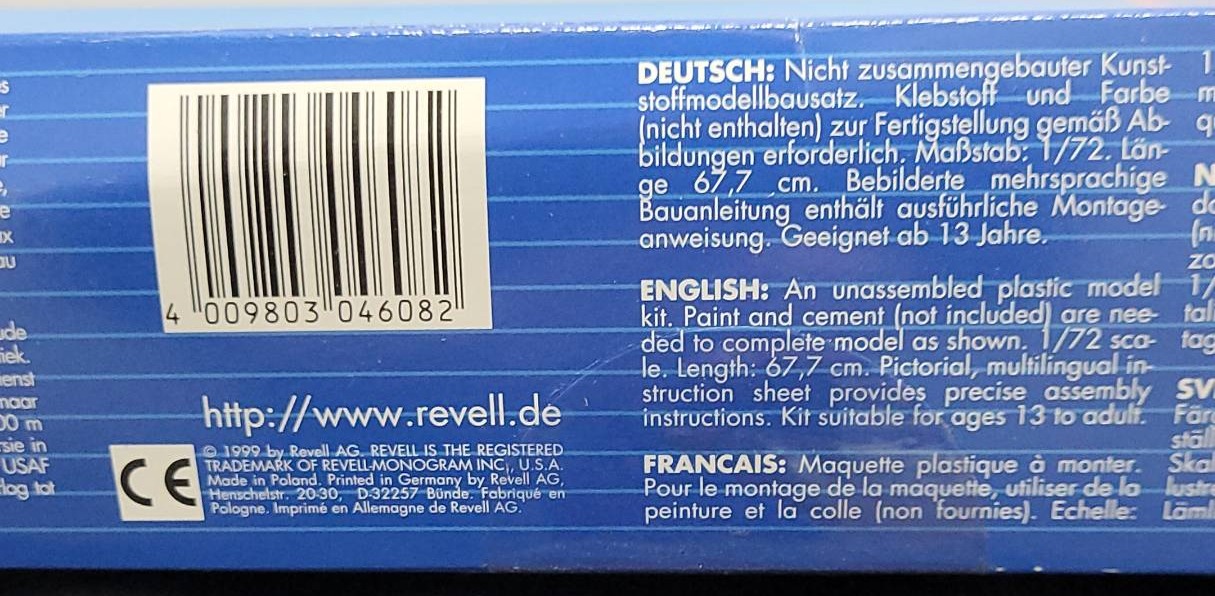 4 009803 046082
http://www.revell.de
CE
© 1999 by Revell AG. REVELL IS THE REGISTERED
TRADEMARK OF REVELL-MONOGRAM INC., U.S.A.
Made in Poland. Printed in Germany by Revell AG,
Henschelstr. 20-30, D-32257 Bünde. Fabriqué en
Pologne. Imprimé en Allemagne de Revell AG.
DEUTSCH: Nicht zusammengebauter Kunst-
stoffmodellbausatz. Klebstoff und Farbe
(nicht enthalten) zur Fertigstellung gemäß Ab-
bildungen erforderlich. Maßstab: 1/72. Län-
ge 67,7 cm. Bebilderte mehrsprachige
Bauanleitung enthält ausführliche Montage-
anweisung. Geeignet ab 13 Jahre.
ENGLISH: An unassembled plastic model
kit. Paint and cement (not included) are nee-
ded to complete model as shown. 1/72 sca-
le. Length: 67,7 cm. Pictorial, multilingual in-
struction sheet provides precise assembly
instructions. Kit suitable for ages 13 to adult.
FRANCAIS: Maquette plastique à monter.
Pour le montage de la maquette, utiliser de la
peinture et la colle (non fournies). Echelle: